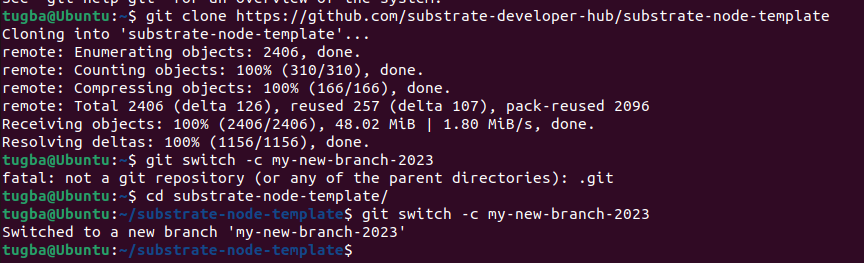 See 'git help git' for an overview of the system.
tugba@Ubuntu:~$ git clone https://github.com/substrate-developer-hub/substrate-node-template
Cloning into 'substrate-node-template'...
remote: Enumerating objects: 2406, done.
remote: Counting objects: 100% (310/310), done.
remote: Compressing objects: 100% (166/166), done.
remote: Total 2406 (delta 126), reused 257 (delta 107), pack-reused 2096
Receiving objects: 100% (2406/2406), 48.02 MiB | 1.80 MiB/s, done.
Resolving deltas: 100% (1156/1156), done.
tugba@Ubuntu:~$ git switch -c my-new-branch-2023
fatal: not a git repository (or any of the parent directories): .git
tugba@Ubuntu:~$ cd substrate-node-template/
tugba@Ubuntu:~/substrate-node-template$ git switch -c my-new-branch-2023
Switched to a new branch 'my-new-branch-2023'
tugba@Ubuntu:~/substrate-node-template$